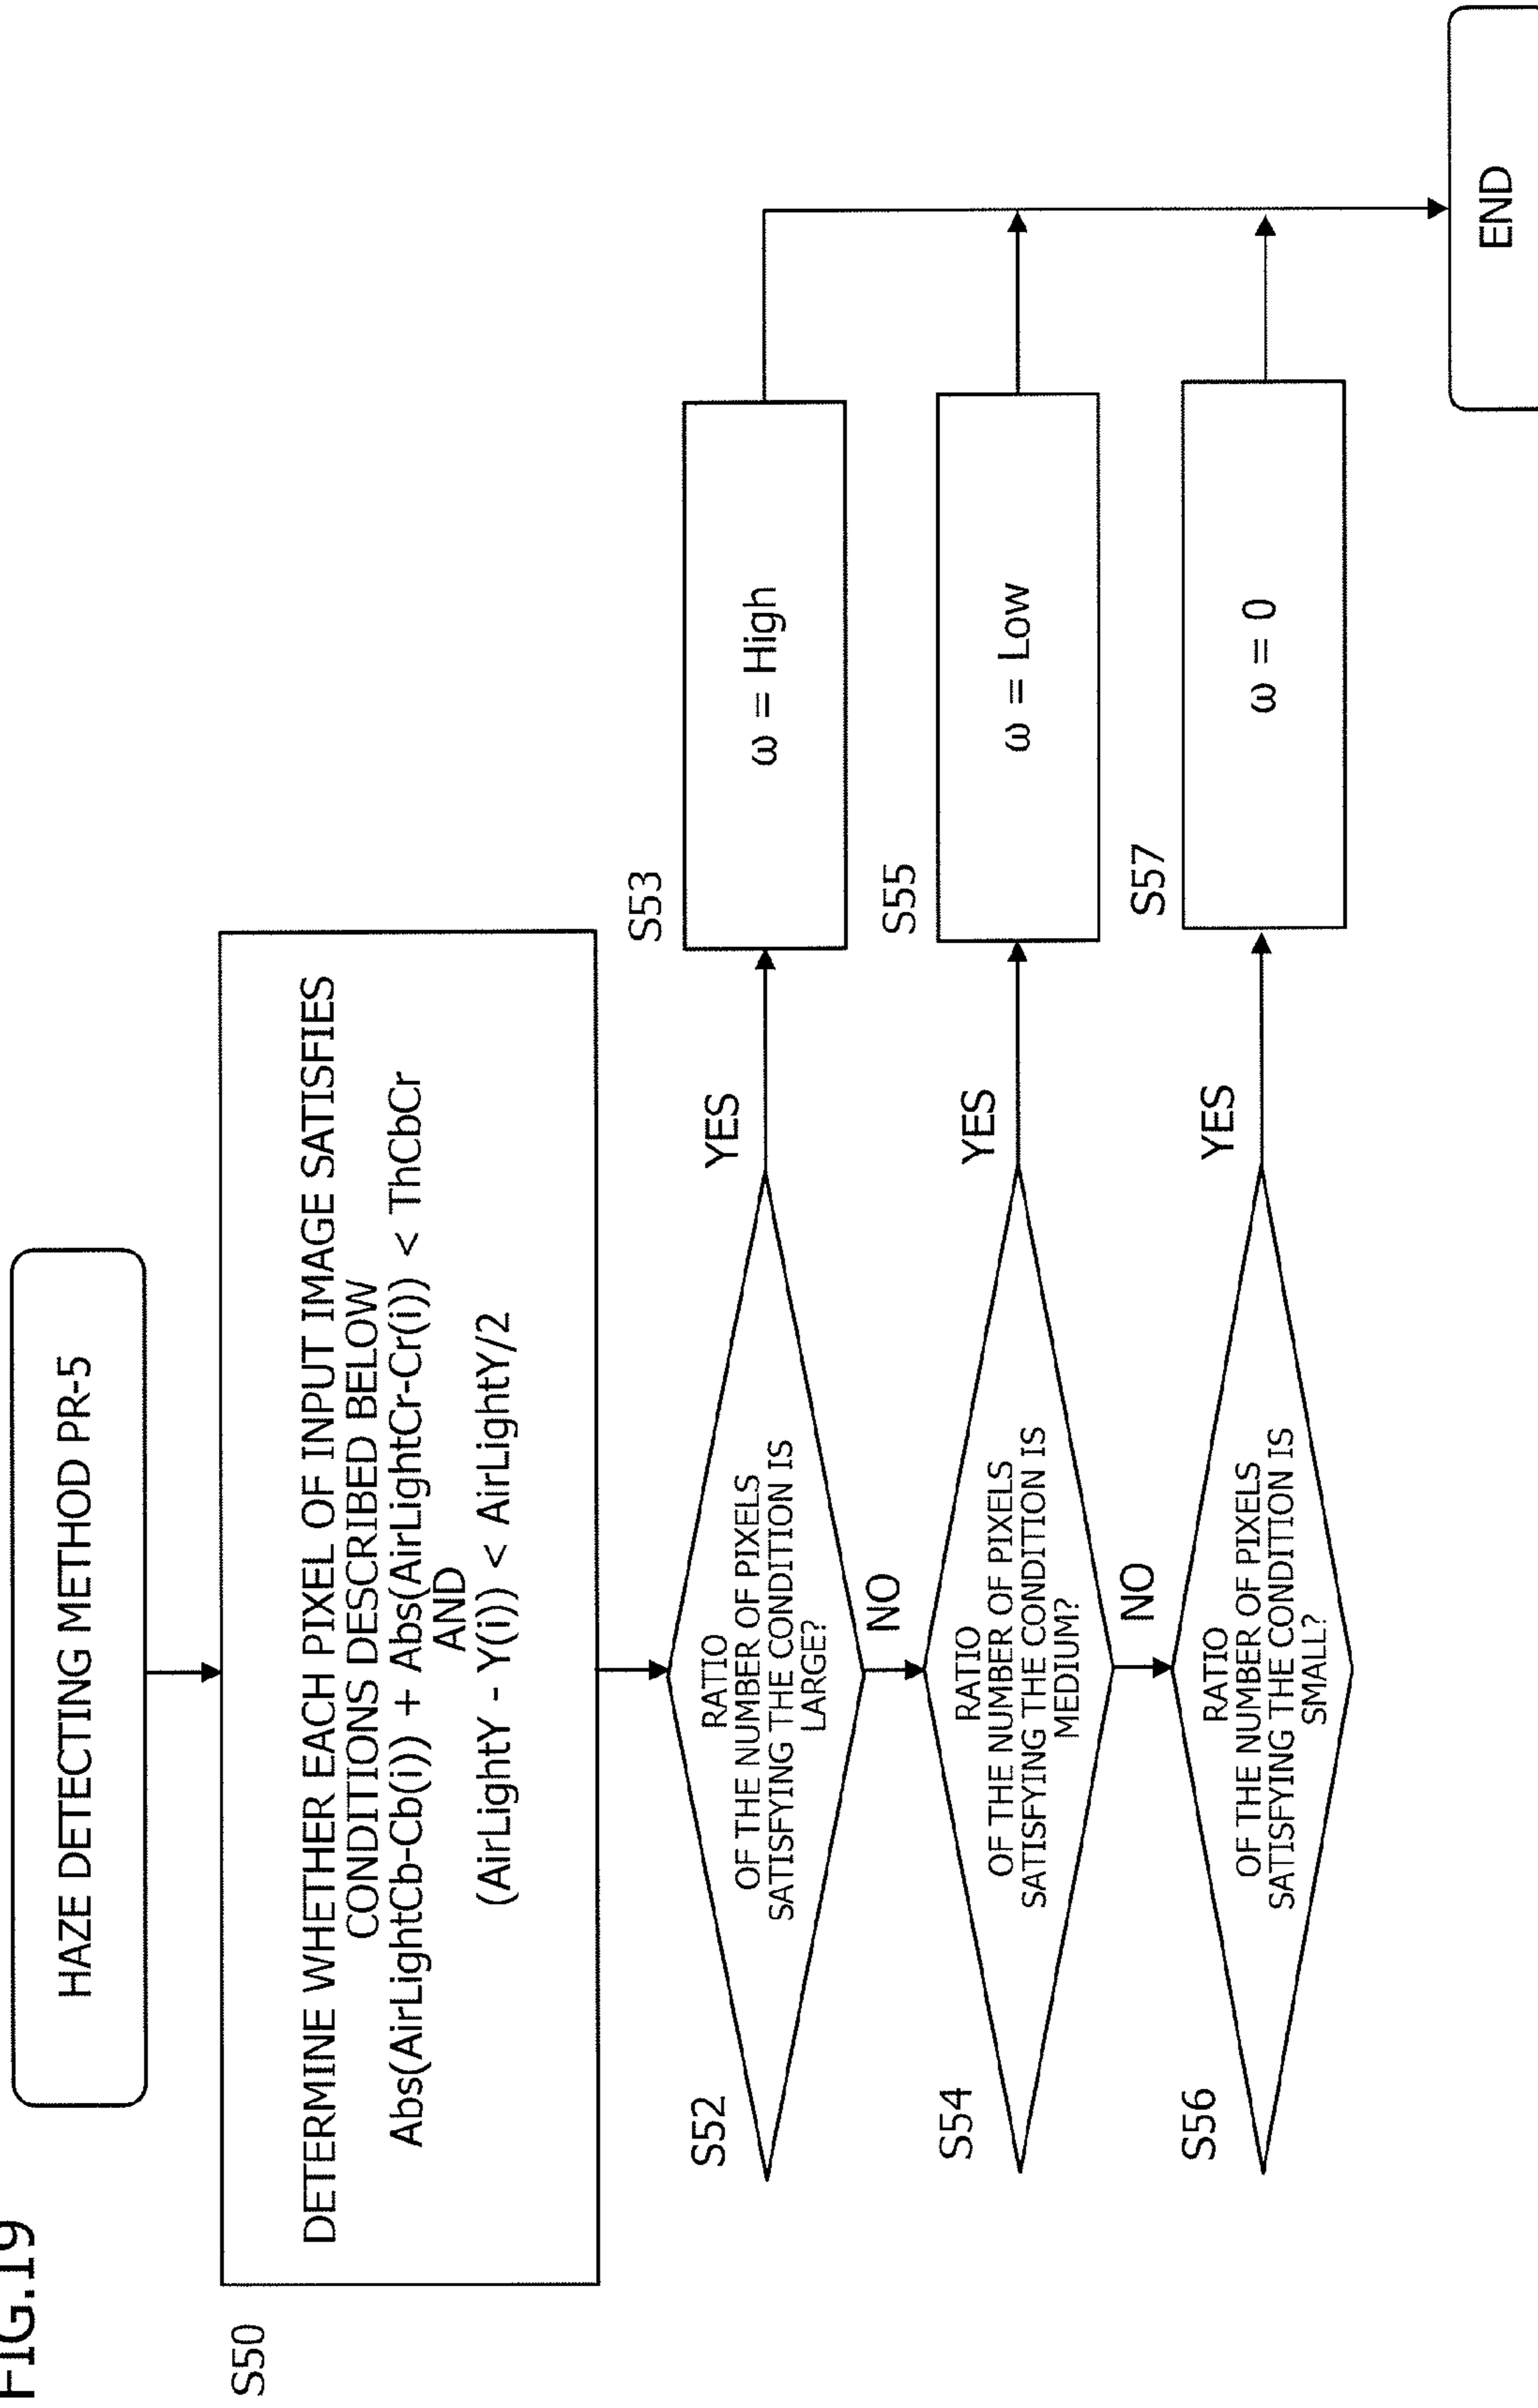 FIG.19
HAZE DETECTING METHOD PR-5
S50
DETERMINE WHETHER EACH PIXEL OF INPUT IMAGE SATISFIES
CONDITIONS DESCRIBED BELOW
Abs(AirLightCb-Cb(i)) + Abs(AirLightCr-Cr(i)) < ThCbCr
AND
(AirLightY - Y(i)) < AirLightY/2
S52
RATIO
OF THE NUMBER OF PIXELS
SATISFYING THE CONDITION IS
LARGE?
YES
S53
ω = High
NO
S54
RATIO
OF THE NUMBER OF PIXELS
SATISFYING THE CONDITION IS
MEDIUM?
YES
S55
ω = Low
NO
S56
RATIO
OF THE NUMBER OF PIXELS
SATISFYING THE CONDITION IS
SMALL?
YES
S57
ω = 0
END